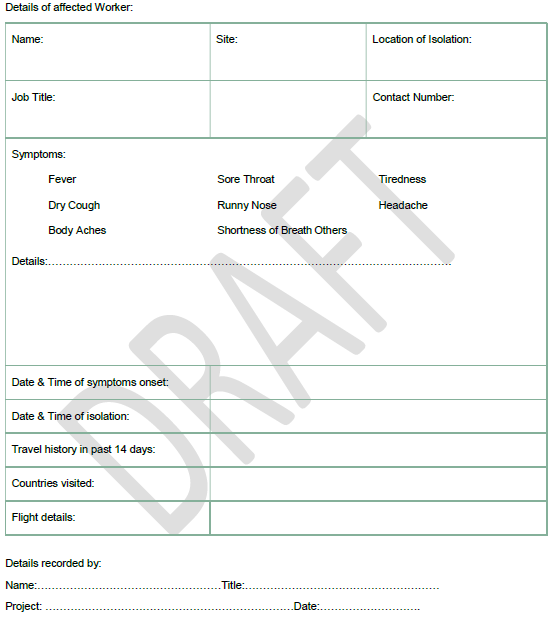 Details of affected Worker:
Name: Site: Location of Isolation:
Job Title: Contact Number:
Symptoms:
Fever Sore Throat Tiredness
Dry Cough Runny Nose Headache
Body Aches Shortness of Breath Others
Details:……………………………………………………………………………………………
DRAFT
Date & Time of symptoms onset:
Date & Time of isolation:
Travel history in past 14 days:
Countries visited:
Flight details:
Details recorded by:
Name:…………………………………………Title:……………………………………………
Project: …………………………………………………………Date:……………………..